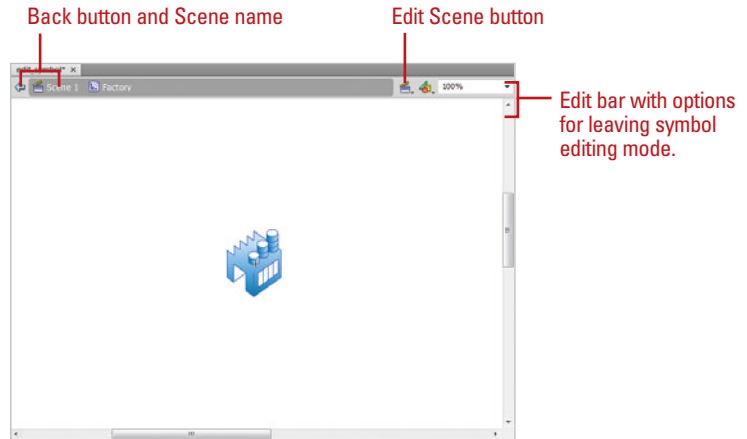 Back button and Scene name
Edit Scene button
edit_symbol* x
Scene 1 Factory
100%
Edit bar with options
for leaving symbol
editing mode.